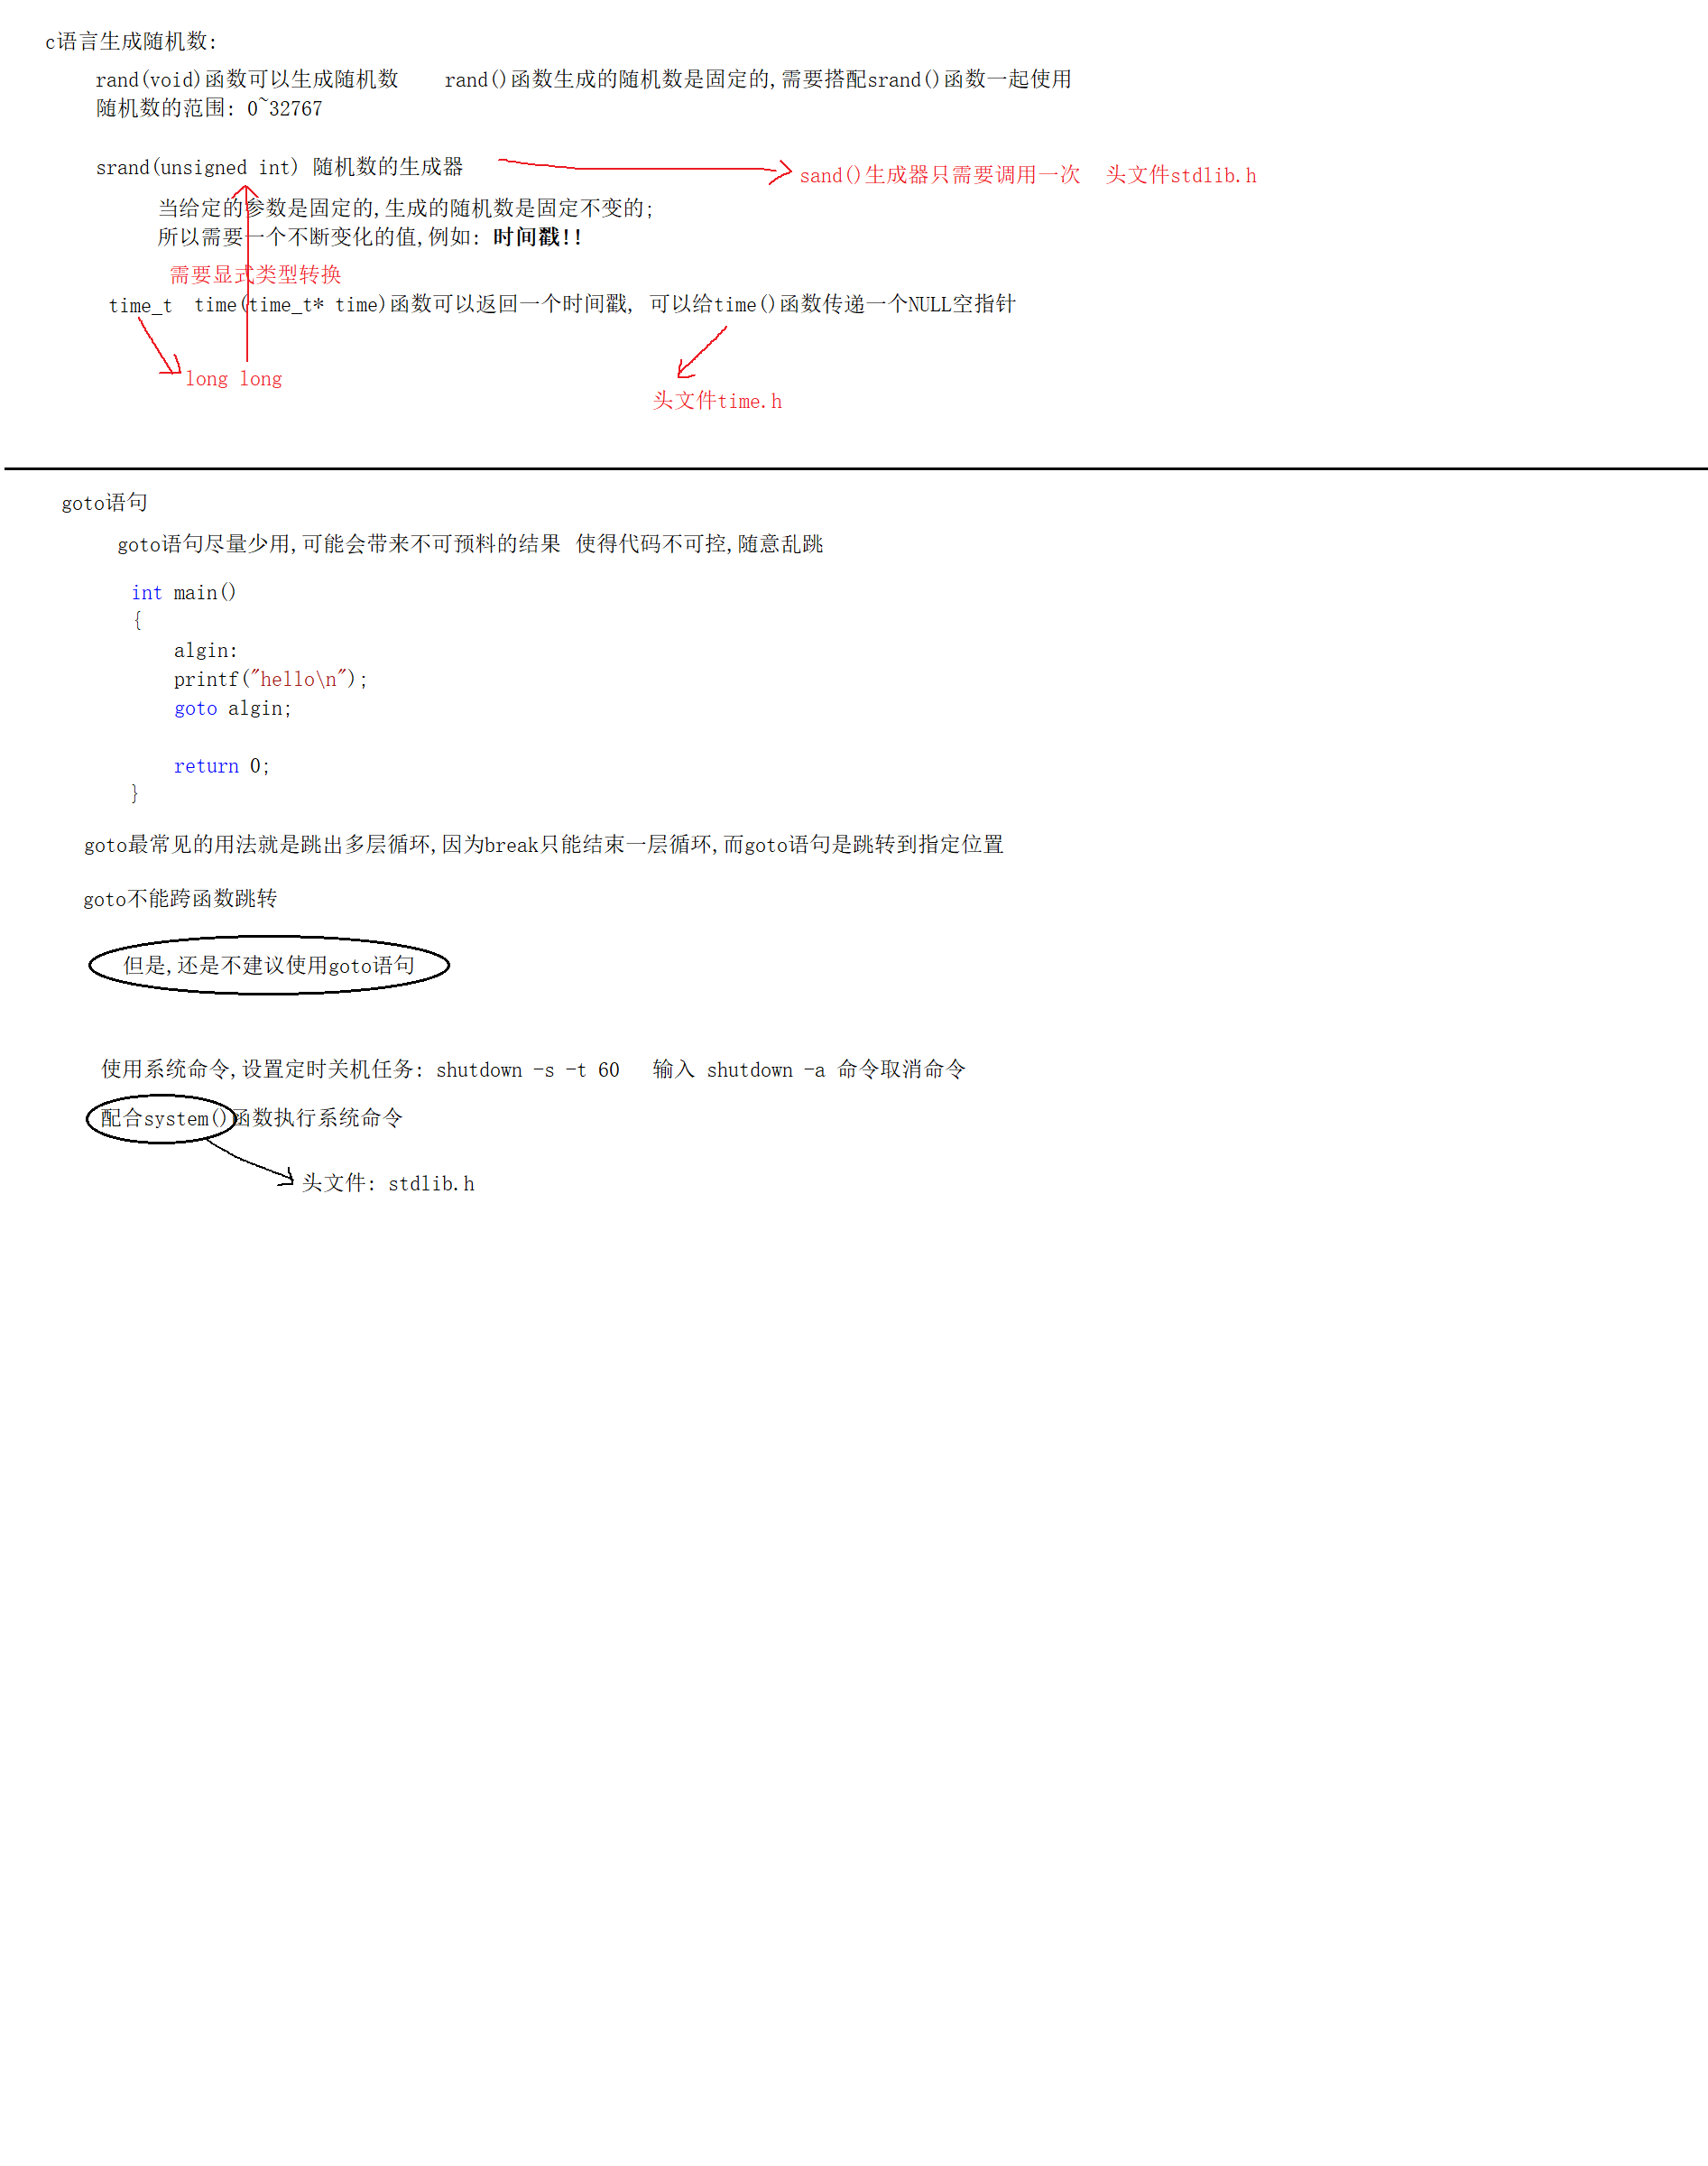 c语言生成随机数:
rand(void)函数可以生成随机数    rand()函数生成的随机数是固定的,需要搭配srand()函数一起使用
随机数的范围: 0~32767
srand(unsigned int) 随机数的生成器
sand()生成器只需要调用一次  头文件stdlib.h
当给定的参数是固定的,生成的随机数是固定不变的;
所以需要一个不断变化的值,例如: 时间戳!!
需要显式类型转换
time_t  time(time_t* time)函数可以返回一个时间戳, 可以给time()函数传递一个NULL空指针
long long
头文件time.h
goto语句
goto语句尽量少用,可能会带来不可预料的结果 使得代码不可控,随意乱跳
int main()
{
algin:
printf("hello\n");
goto algin;
return 0;
}
goto最常见的用法就是跳出多层循环,因为break只能结束一层循环,而goto语句是跳转到指定位置
goto不能跨函数跳转
但是,还是不建议使用goto语句
使用系统命令,设置定时关机任务: shutdown -s -t 60   输入 shutdown -a 命令取消命令
配合system()函数执行系统命令
头文件: stdlib.h